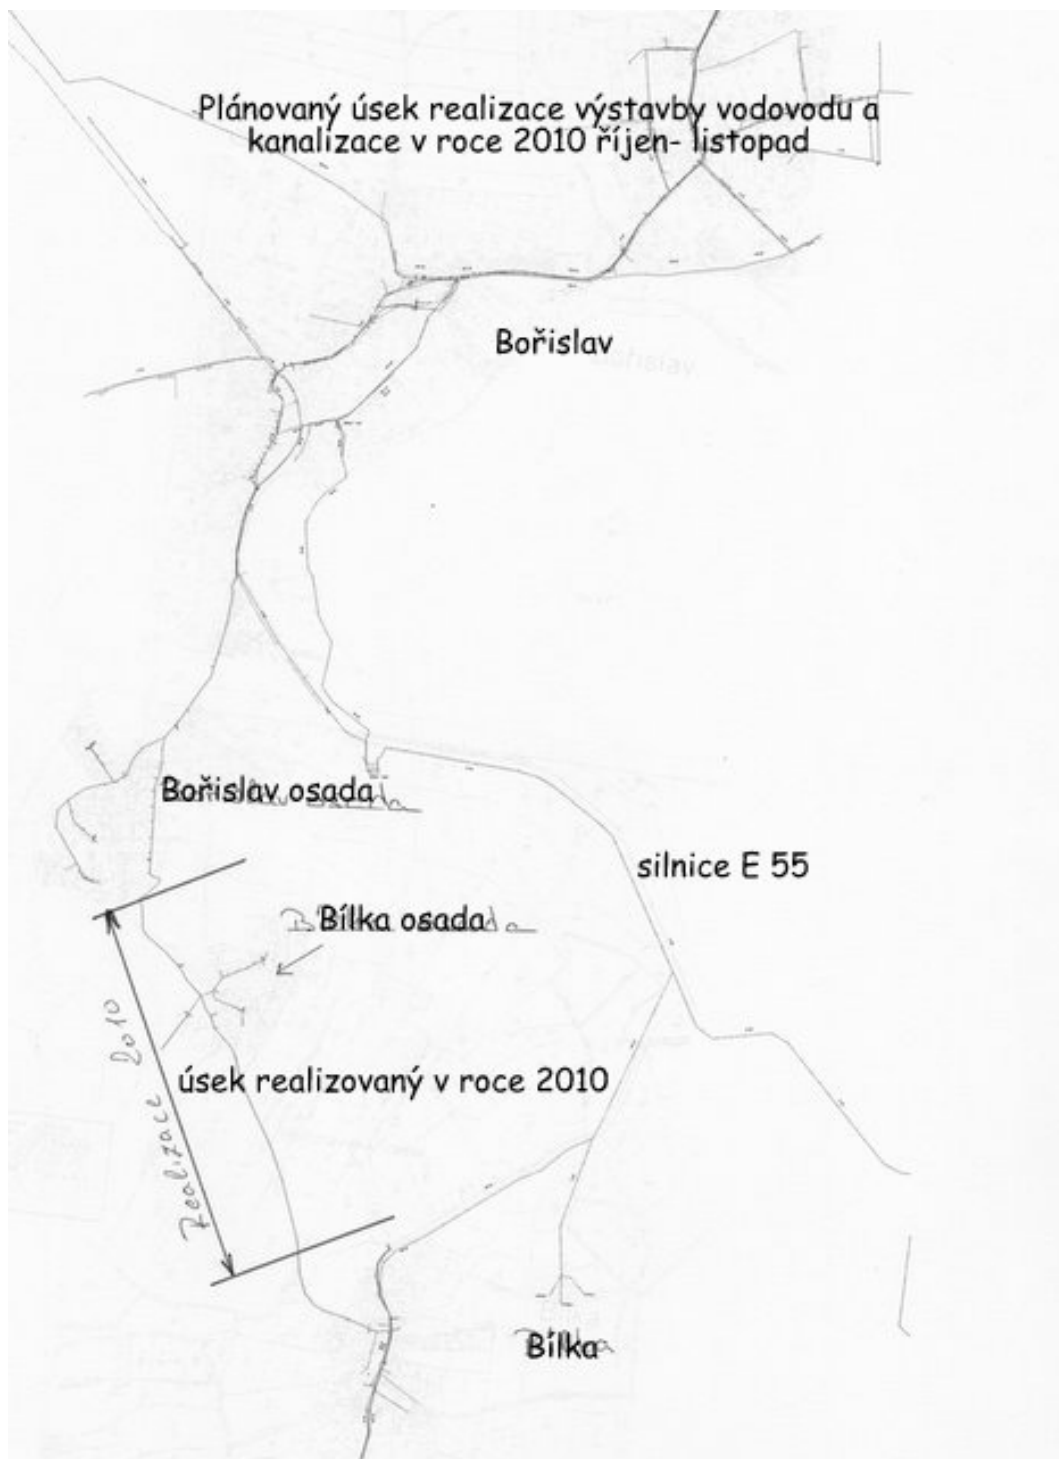 Plánovaný úsek realizace výstavby vodovodu a
kanalizace v roce 2010 říjen- listopad
Bořislav
Bořislav
Bořislav osada
silnice E 55
Bílka osada
2010
úsek realizovaný v roce 2010
Realizace
Bílka